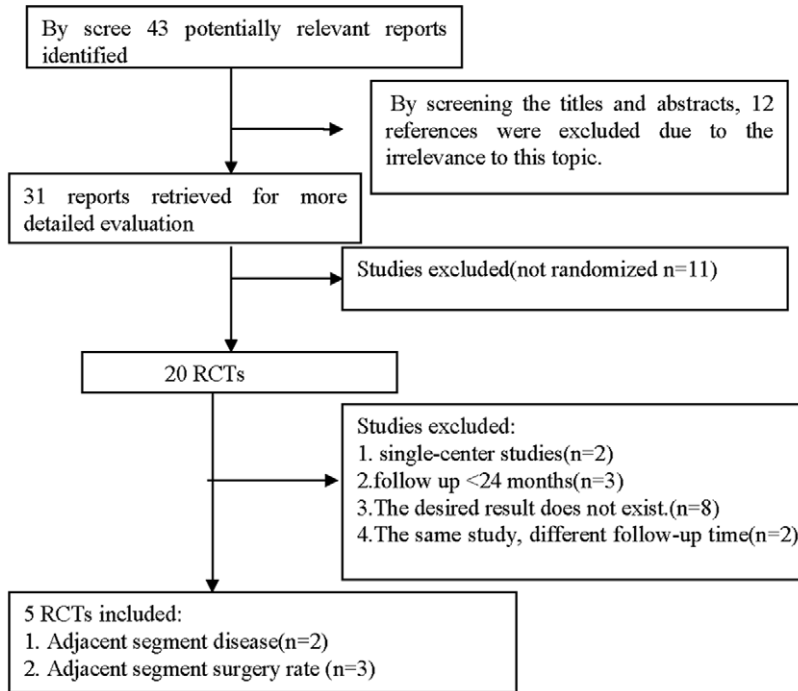 By scree 43 potentially relevant reports
identified
By screening the titles and abstracts, 12
references were excluded due to the
irrelevance to this topic.
31 reports retrieved for more
detailed evaluation
Studies excluded(not randomized n=11)
20 RCTs
Studies excluded:
1. single-center studies(n=2)
2.follow up <24 months(n=3)
3.The desired result does not exist.(n=8)
4.The same study, different follow-up time(n=2)
5 RCTs included:
1. Adjacent segment disease(n=2)
2. Adjacent segment surgery rate (n=3)